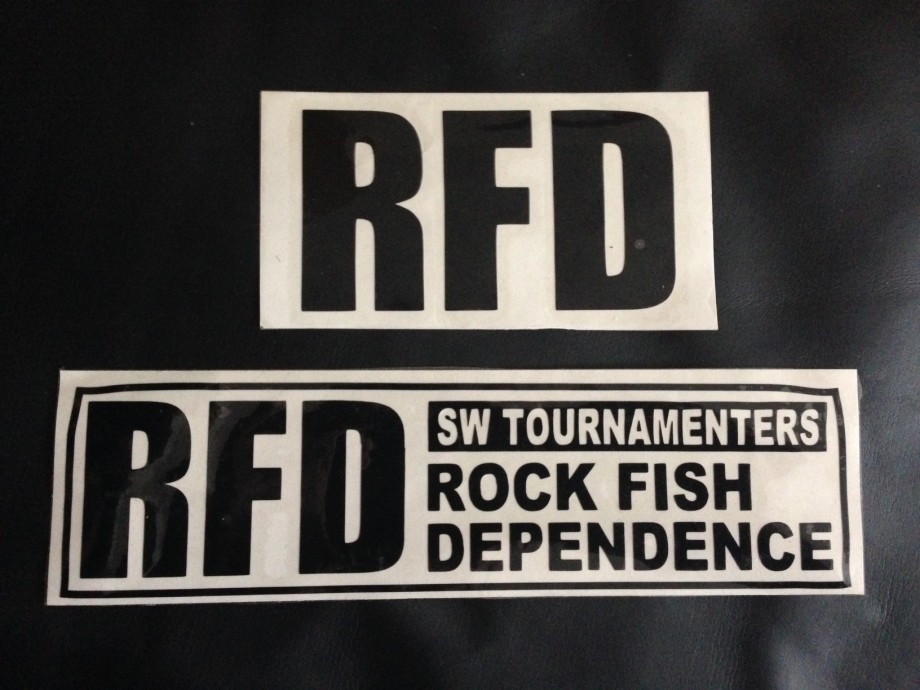 RFD
RFD
SW TOURNAMENTERS
ROCK FISH
DEPENDENCE